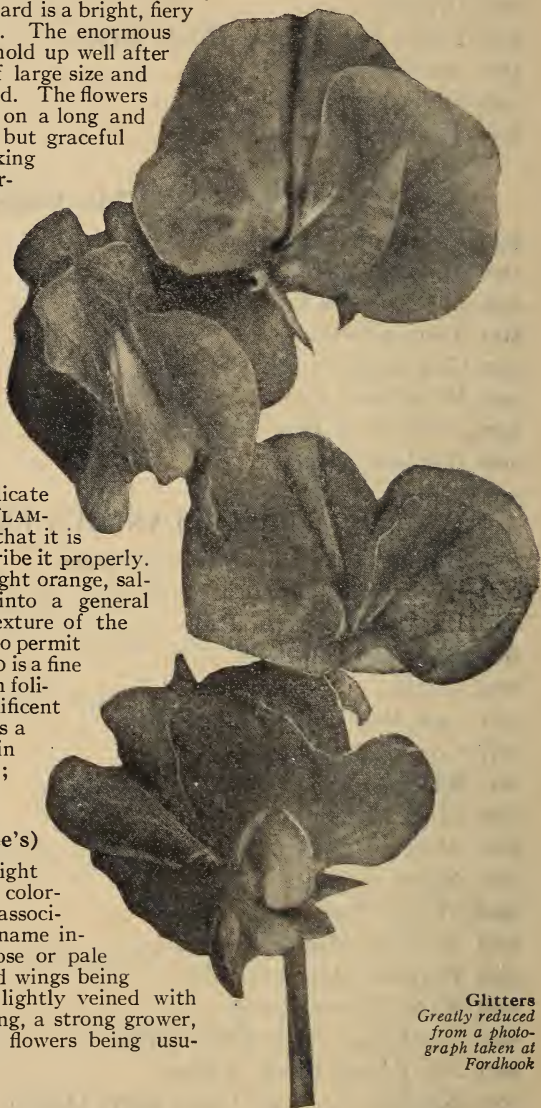 ard is a bright, fiery
. The enormous
hold up well after
f large size and
d. The flowers
on a long and
but graceful
king
r-
licate
LAM-
that it is
ribe it properly.
ght orange, sal-
into a general
exture of the
o permit
o is a fine
n foli-
ificent
s a
in
;
e's)
ight
color-
associ-
name in-
ose or pale
d wings being
lightly veined with
ng, a strong grower,
flowers being usu-
Glitters
Greatly reduced
from a photo-
graph taken at
Fordhook